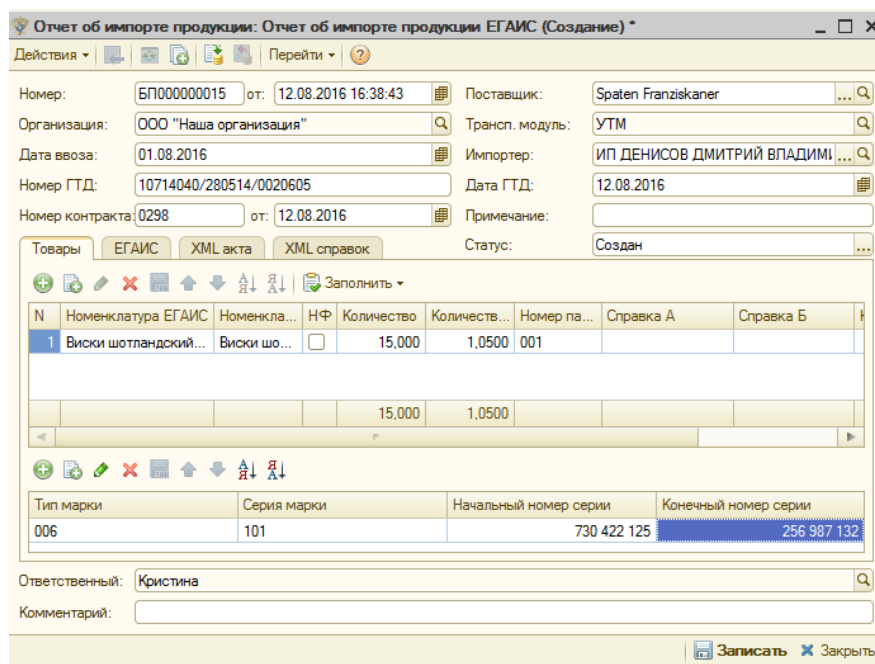 Отчет об импорте продукции: Отчет об импорте продукции ЕГАИС (Создание) *
Действия Перейти
Номер: БП000000015 от: 12.08.2016 16:38:43 Поставщик: Spaten Franziskaner ...
Организация: ООО "Наша организация" Трансп. модуль: УТМ
Дата ввоза: 01.08.2016 Импортер: ИП ДЕНИСОВ ДМИТРИЙ ВЛАДИМИ ...
Номер ГТД: 10714040/280514/0020605 Дата ГТД: 12.08.2016
Номер контракта: 0298 от: 12.08.2016 Примечание:
Товары ЕГАИС XML акта XML справок Статус: Создан ...
Заполнить
N Номенклатура ЕГАИС Номенкла... НФ Количество Количеств... Номер па... Справка А Справка Б
1 Виски шотландский... Виски шо... 15,000 1,0500 001
15,000 1,0500
Тип марки Серия марки Начальный номер серии Конечный номер серии
006 101 730 422 125 256 987 132
Ответственный: Кристина
Комментарий:
Записать Закрыть